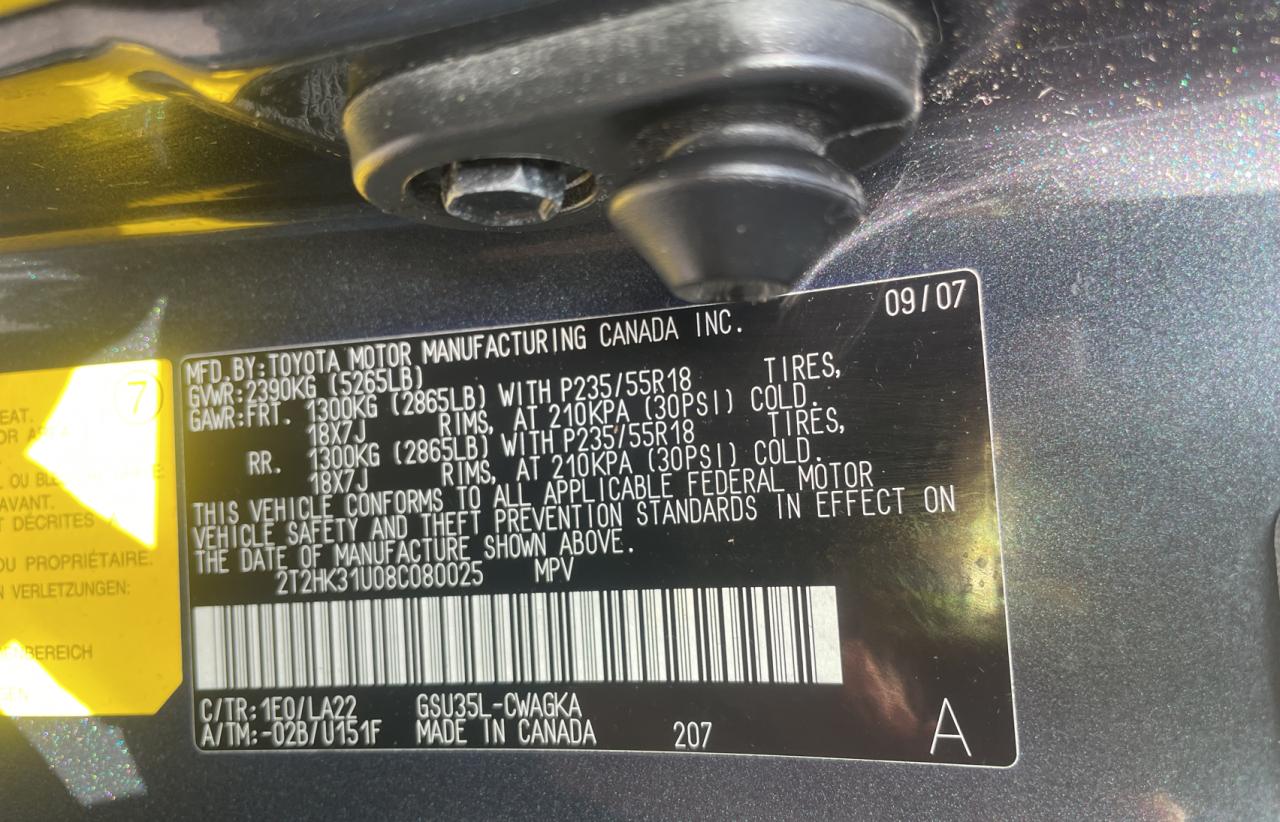 MFD. BY: TOYOTA MOTOR MANUFACTURING CANADA INC. 09/07
GVWR: 2390KG (5265LB)
GAWR: FRT. 1300KG (2865LB) WITH P235/55R18 TIRES,
18X7J RIMS, AT 210KPA (30PSI) COLD.
RR. 1300KG (2865LB) WITH P235/55R18 TIRES,
18X7J RIMS, AT 210KPA (30PSI) COLD.
THIS VEHICLE CONFORMS TO ALL APPLICABLE FEDERAL MOTOR
VEHICLE SAFETY AND THEFT PREVENTION STANDARDS IN EFFECT ON
THE DATE OF MANUFACTURE SHOWN ABOVE.
2T2HK31U08C080025 MPV
C/TR: 1E0/LA22 GSU35L-CWAGKA
A/TM: -02B/U151F MADE IN CANADA 207 A
7
EAT.
OU
AVANT.
DÉCRITES
PROPRIÉTAIRE.
VERLETZUNGEN:
BEREICH